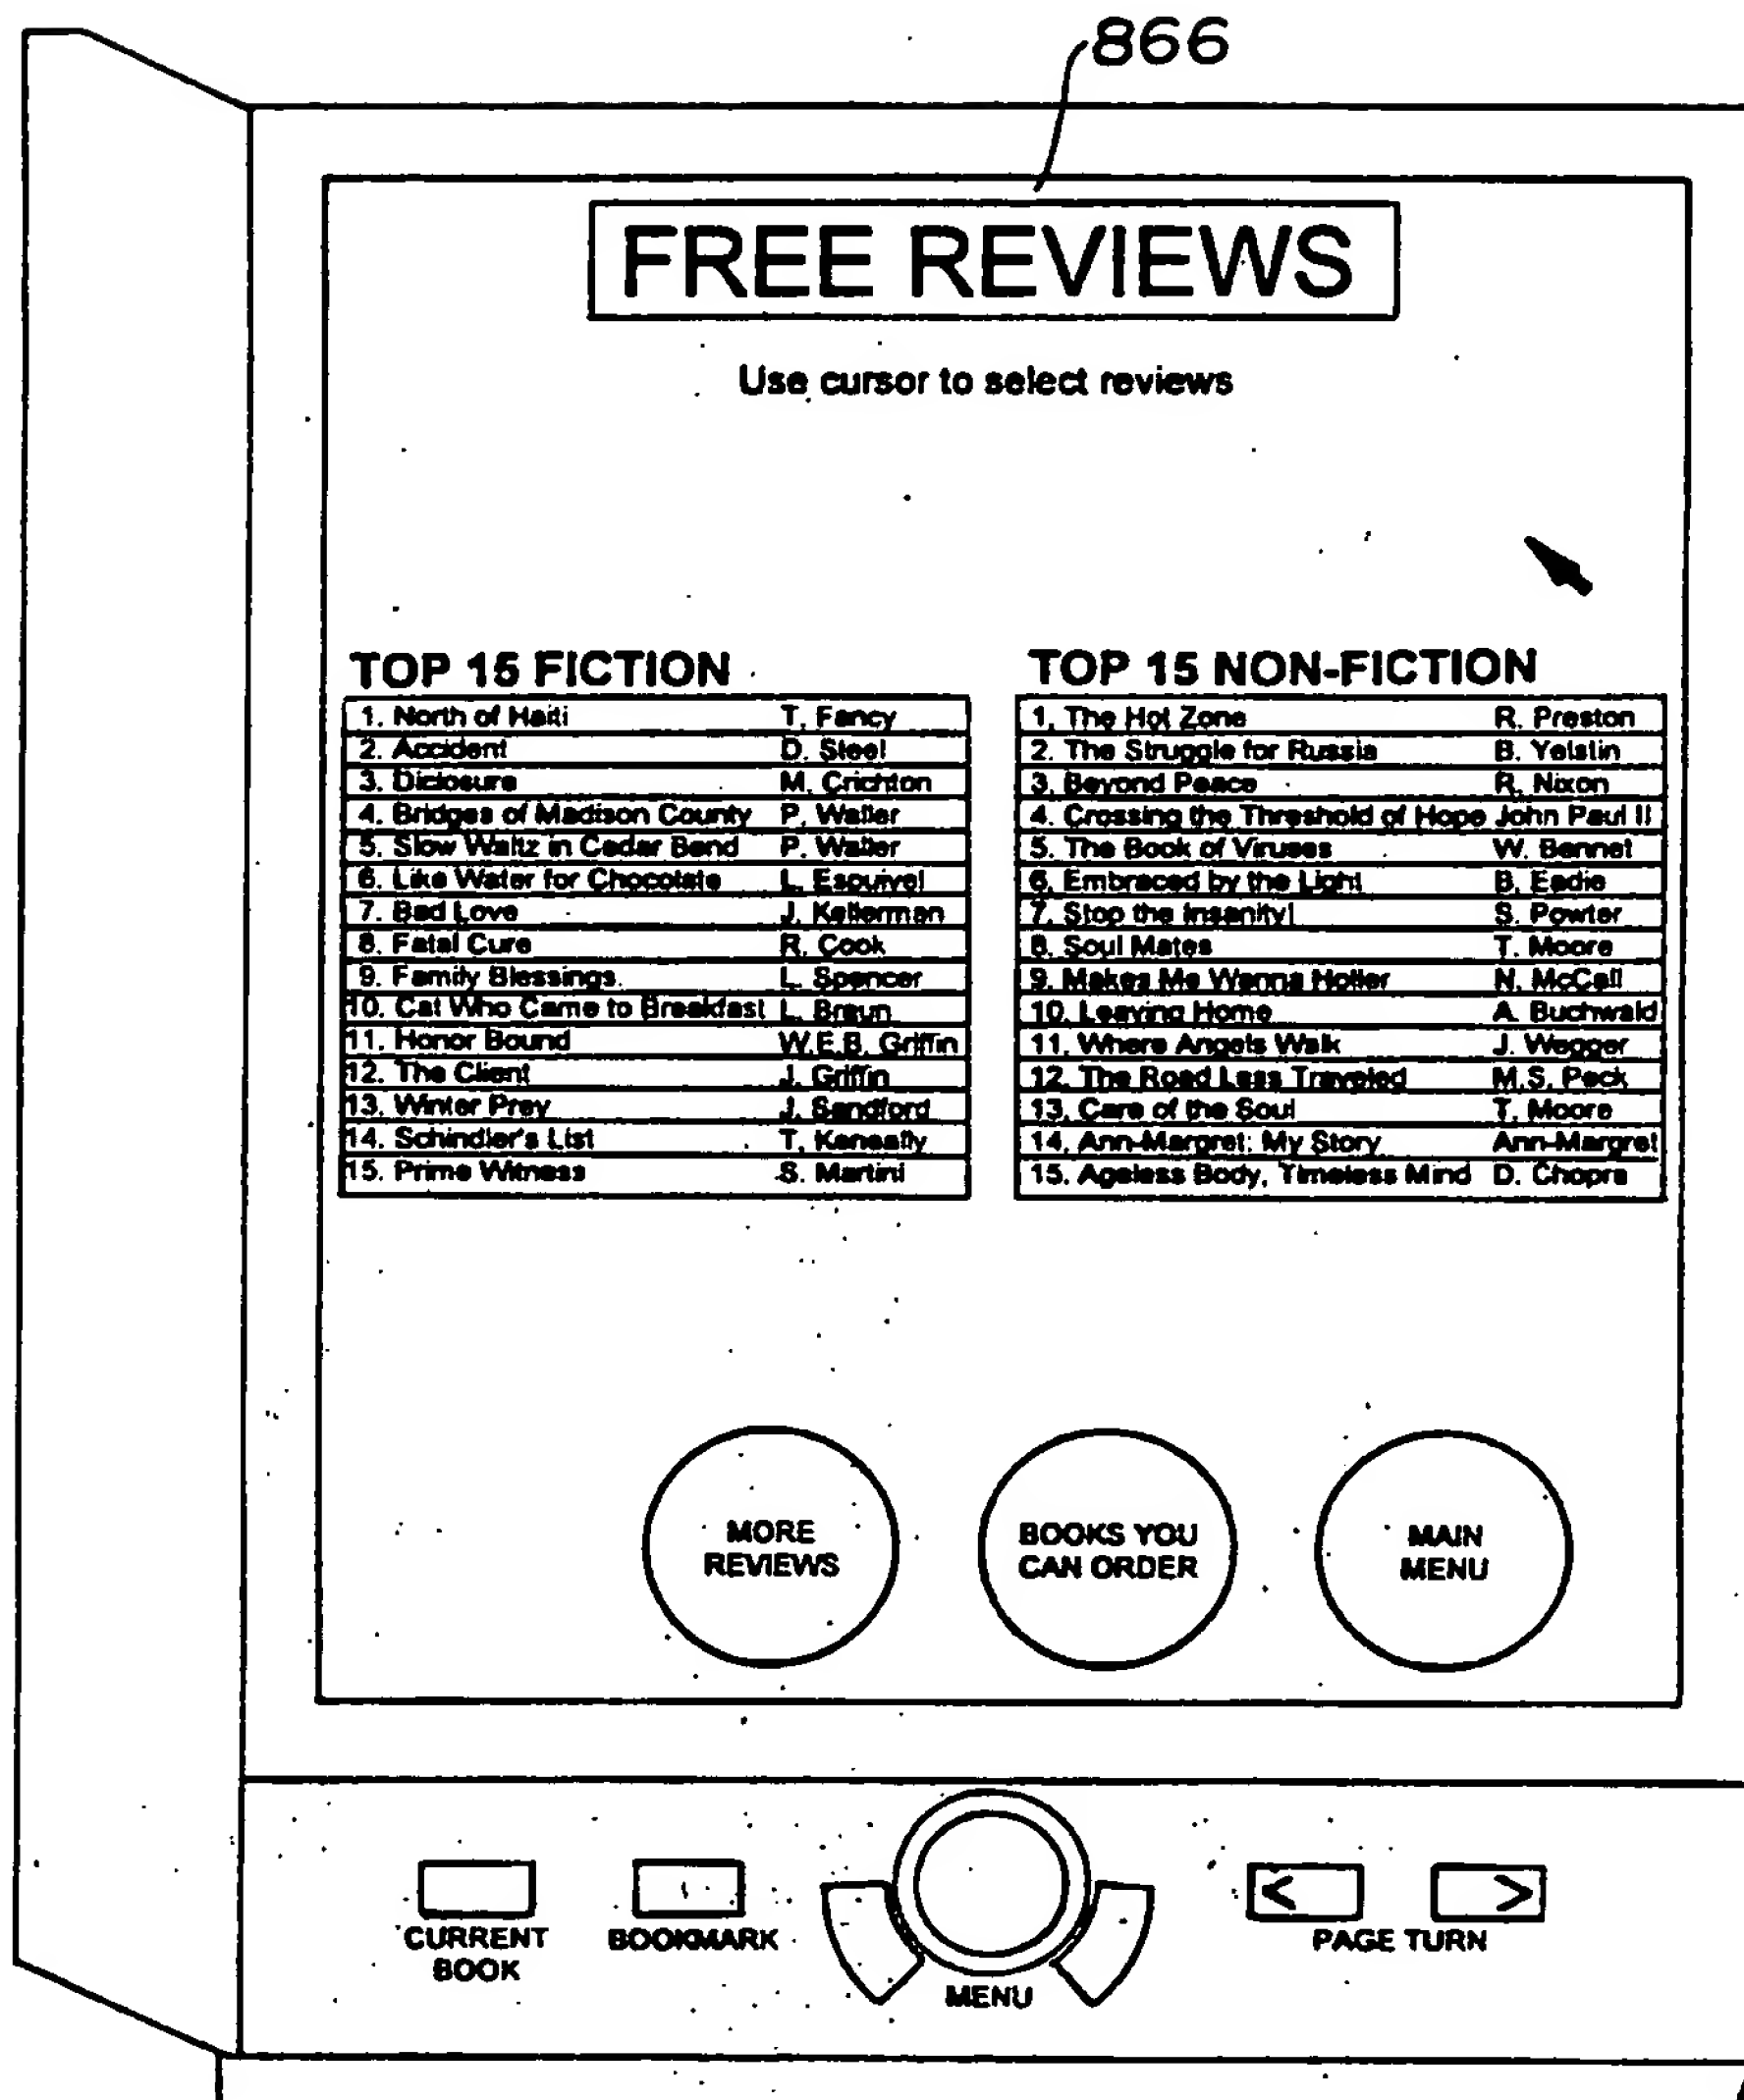 866
FREE REVIEWS
Use cursor to select reviews
TOP 15 FICTION
1. North of Haiti T. Fancy
2. Accident D. Steel
3. Diclosure M. Crichton
4. Bridges of Madison County P. Waller
5. Slow Waltz in Cedar Bend P. Waller
6. Like Water for Chocolate L. Esquivel
7. Bad Love J. Kellerman
8. Fatal Cure R. Cook
9. Family Blessings L. Spencer
10. Cat Who Came to Breakfast L. Braun
11. Honor Bound W.E.B. Griffin
12. The Client J. Griffin
13. Winter Prey J. Sandford
14. Schindler's List T. Keneally
15. Prime Witness S. Martini
TOP 15 NON-FICTION
1. The Hot Zone R. Preston
2. The Struggle for Russia B. Yelstin
3. Beyond Peace R. Nixon
4. Crossing the Threshold of Hope John Paul II
5. The Book of Viruses W. Bennet
6. Embraced by the Light B. Eadie
7. Stop the Insanity! S. Powter
8. Soul Mates T. Moore
9. Makes Me Wanna Holler N. McCall
10. Leaving Home A. Buchwald
11. Where Angels Walk J. Wegger
12. The Road Less Traveled M.S. Peck
13. Care of the Soul T. Moore
14. Ann-Margret: My Story Ann-Margret
15. Ageless Body, Timeless Mind D. Chopra
MORE
REVIEWS
BOOKS YOU
CAN ORDER
MAIN
MENU
< >
CURRENT
BOOK
BOOKMARK
MENU
PAGE TURN